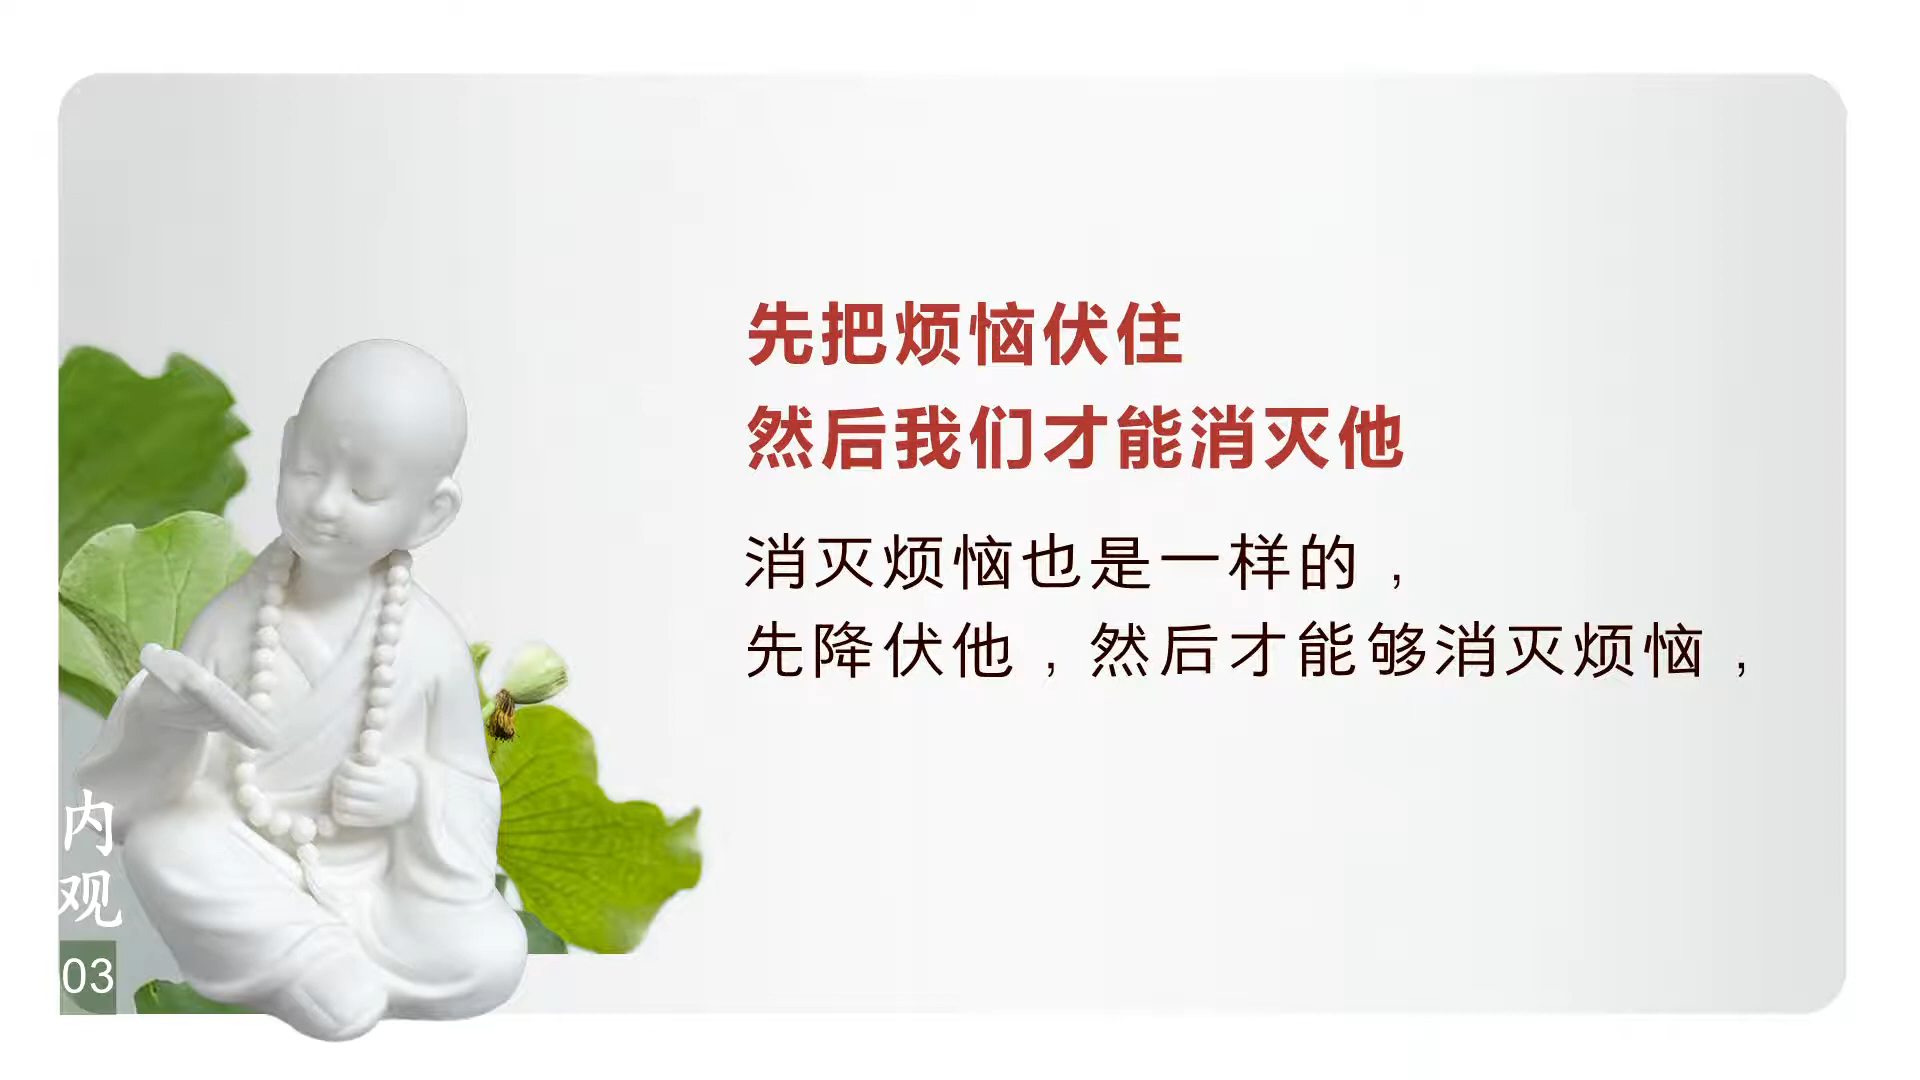 先把烦恼伏住
然后我们才能消灭他
消灭烦恼也是一样的，
先降伏他，然后才能够消灭烦恼，
内观
03